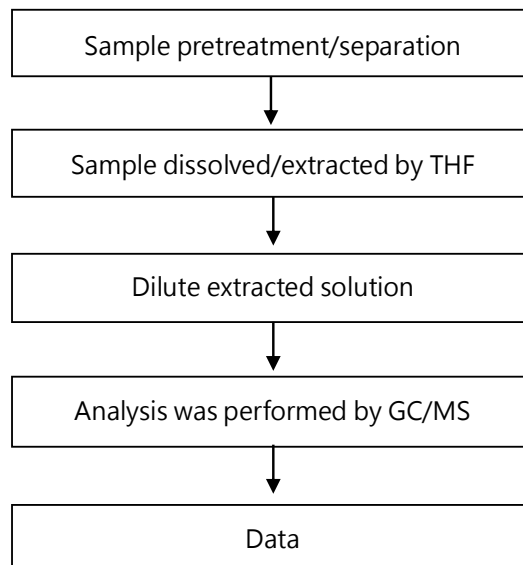 Sample pretreatment/separation
Sample dissolved/extracted by THF
Dilute extracted solution
Analysis was performed by GC/MS
Data